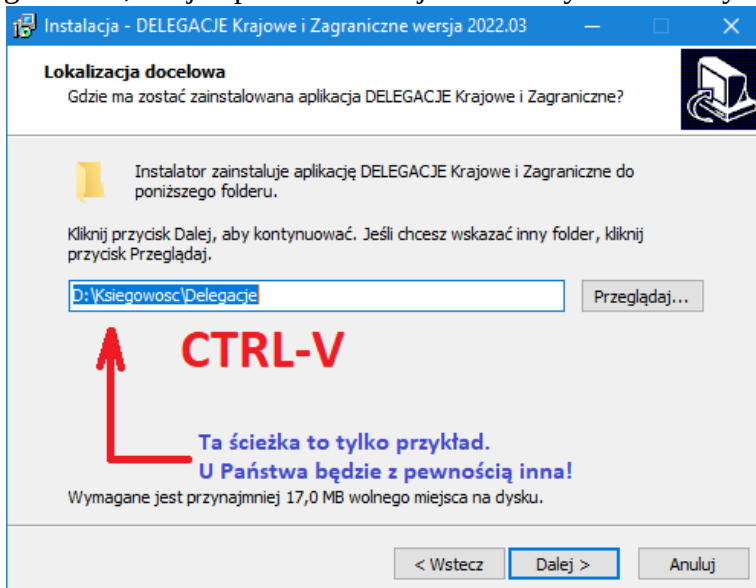 Instalacja - DELEGACJE Krajowe i Zagraniczne wersja 2022.03
Lokalizacja docelowa
Gdzie ma zostać zainstalowana aplikacja DELEGACJE Krajowe i Zagraniczne?
Instalator zainstaluje aplikację DELEGACJE Krajowe i Zagraniczne do
poniższego folderu.
Kliknij przycisk Dalej, aby kontynuować. Jeśli chcesz wskazać inny folder, kliknij
przycisk Przeglądaj.
D:\Ksiegowosc\Delegacje
Przeglądaj...
CTRL-V
Ta ścieżka to tylko przykład.
U Państwa będzie z pewnością inna!
Wymagane jest przynajmniej 17,0 MB wolnego miejsca na dysku.
< Wstecz
Dalej >
Anuluj